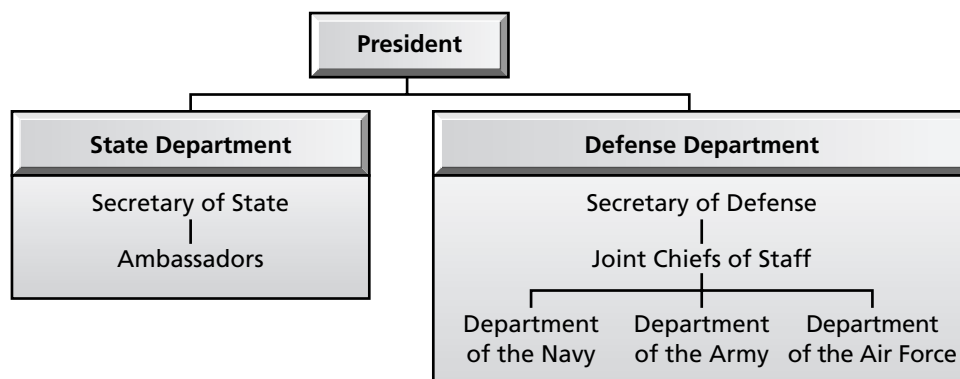 President
State Department
Secretary of State
Ambassadors
Defense Department
Secretary of Defense
Joint Chiefs of Staff
Department
of the Navy
Department
of the Army
Department
of the Air Force